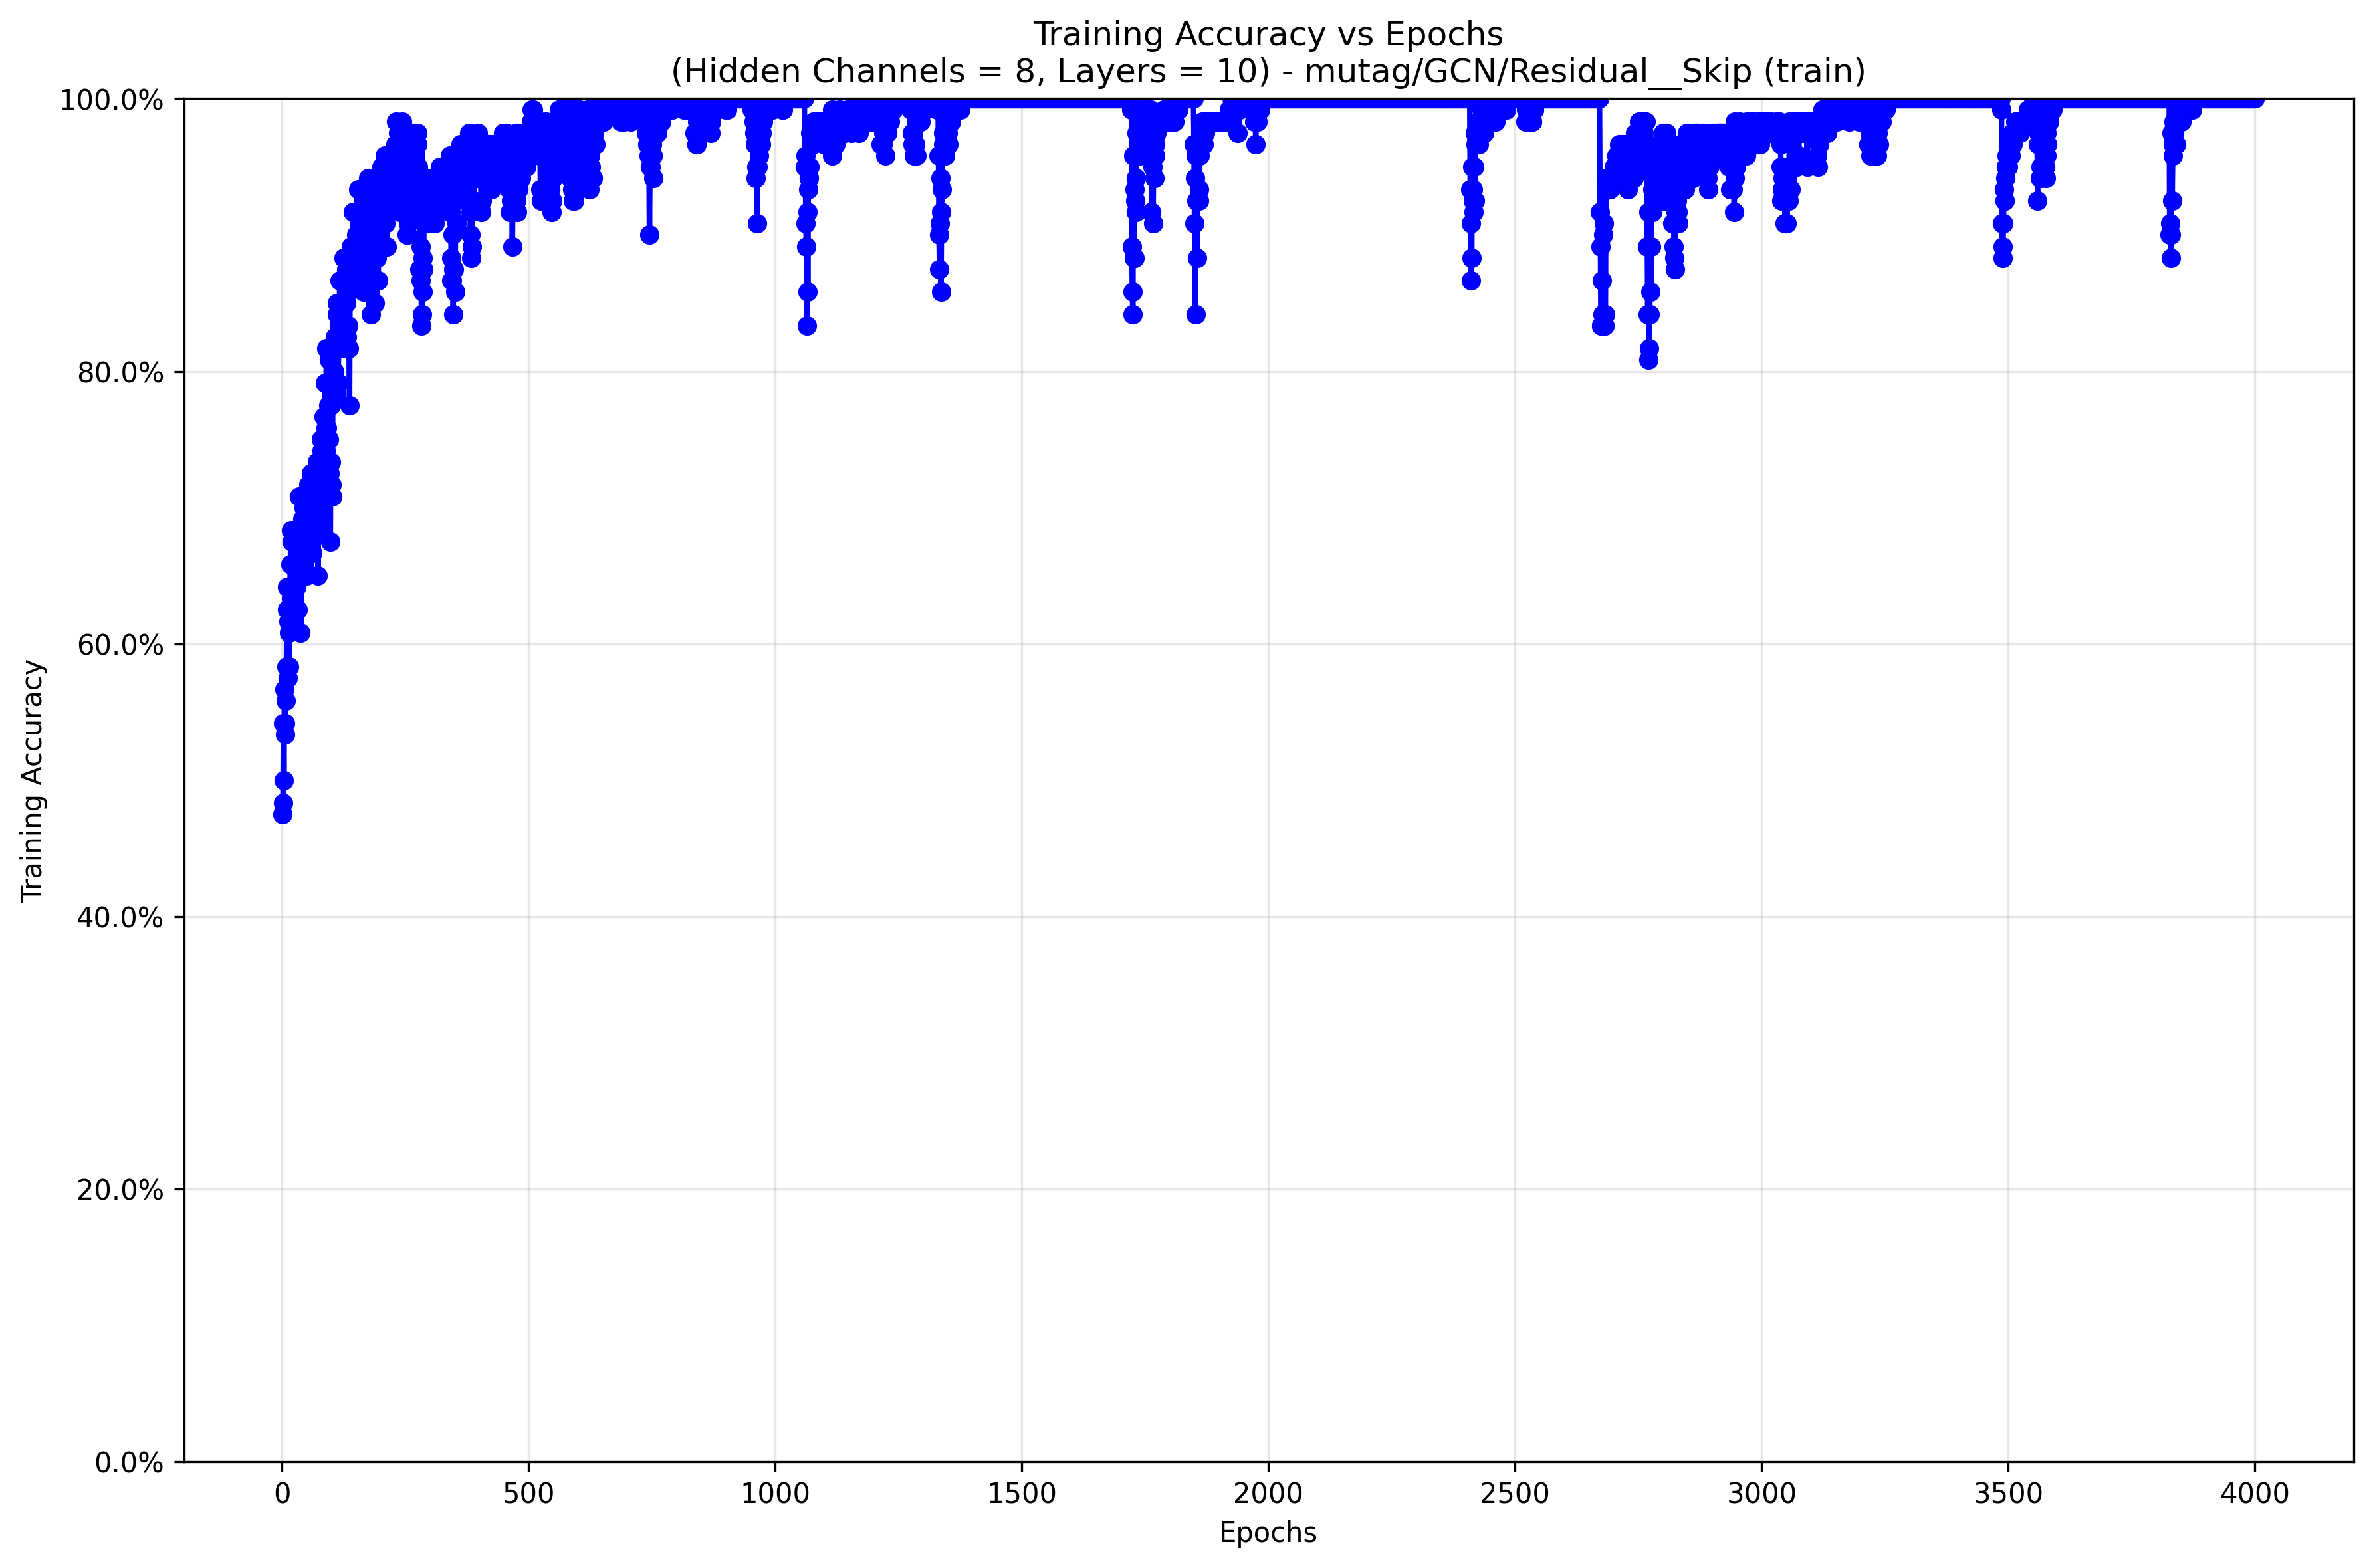 Training Accuracy vs Epochs
(Hidden Channels = 8, Layers = 10) - mutag/GCN/Residual__Skip (train)
100.0%
80.0%
60.0%
40.0%
20.0%
0.0%
Training Accuracy
0 500 1000 1500 2000 2500 3000 3500 4000
Epochs